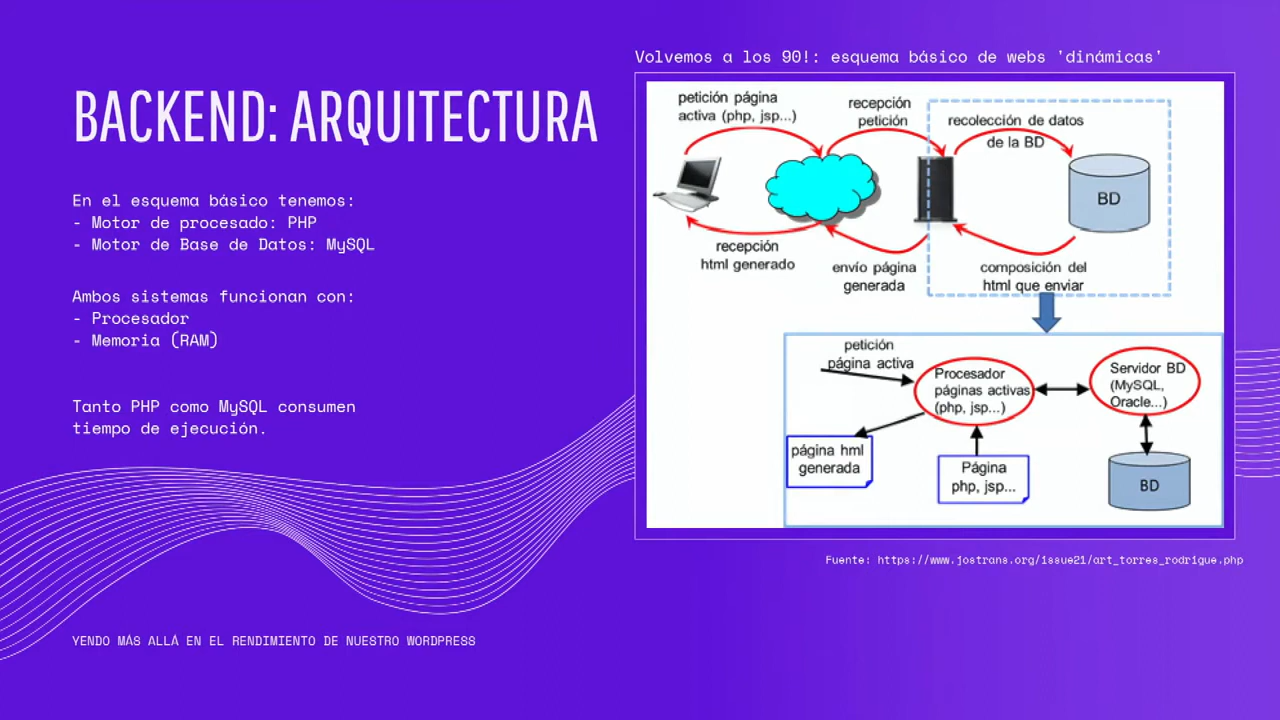 BACKEND: ARQUITECTURA
En el esquema básico tenemos:
- Motor de procesado: PHP
- Motor de Base de Datos: MySQL
Ambos sistemas funcionan con:
- Procesador
- Memoria (RAM)
Tanto PHP como MySQL consumen
tiempo de ejecución.
YENDO MÁS ALLÁ EN EL RENDIMIENTO DE NUESTRO WORDPRESS
Volvemos a los 90!: esquema básico de webs 'dinámicas'
petición página
activa (php, jsp...)
recepción
petición
recolección de datos
de la BD
BD
recepción
html generado
envío página
generada
composición del
html que enviar
petición
página activa
Procesador
páginas activas
(php, jsp...)
Servidor BD
(MySQL,
Oracle...)
página hml
generada
Página
php, jsp...
BD
Fuente: https://www.jostrans.org/issue21/art_torres_rodrigue.php